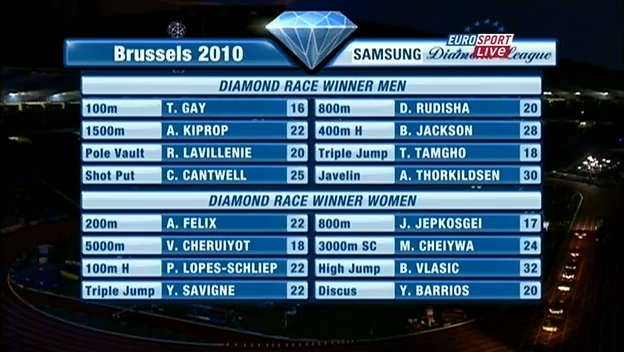 Brussels 2010
SAMSUNG Diamond League
EUROSPORT
LIVE
DIAMOND RACE WINNER MEN
100m T. GAY 16 800m D. RUDISHA 20
1500m A. KIPROP 22 400m H B. JACKSON 28
Pole Vault R. LAVILLENIE 20 Triple Jump T. TAMGHO 18
Shot Put C. CANTWELL 25 Javelin A. THORKILDSEN 30
DIAMOND RACE WINNER WOMEN
200m A. FELIX 22 800m J. JEPKOSGEI 17
5000m V. CHERUIYOT 18 3000m SC M. CHEIYWA 24
100m H P. LOPES-SCHLIEP 22 High Jump B. VLASIC 32
Triple Jump Y. SAVIGNE 22 Discus Y. BARRIOS 20